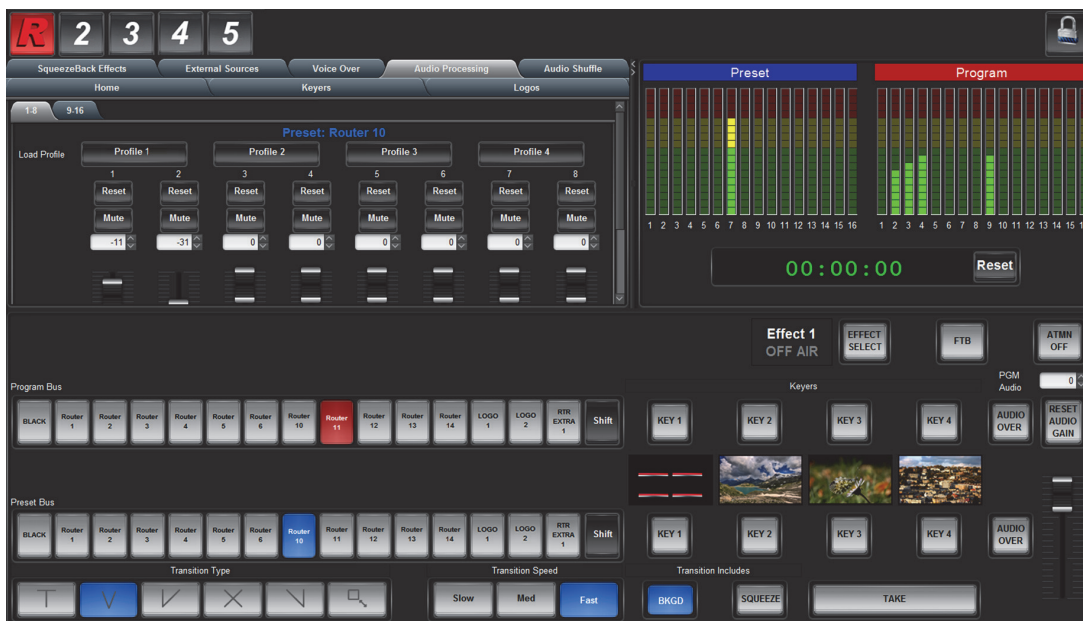 R 2 3 4 5
SqueezeBack Effects External Sources Voice Over Audio Processing Audio Shuffle
Home Keyers Logos
1-8 9-16
Preset: Router 10
Load Profile Profile 1 Profile 2 Profile 3 Profile 4
1 2 3 4 5 6 7 8
Reset Reset Reset Reset Reset Reset Reset Reset
Mute Mute Mute Mute Mute Mute Mute Mute
-11 -31 0 0 0 0 0 0
Preset Program
1 2 3 4 5 6 7 8 9 10 11 12 13 14 15 16 1 2 3 4 5 6 7 8 9 10 11 12 13 14 15
00:00:00 Reset
Effect 1
OFF AIR
EFFECT
SELECT
FTB
ATMN
OFF
PGM
Audio
0
Program Bus
Keyers
BLACK
Router
1
Router
2
Router
3
Router
4
Router
5
Router
6
Router
10
Router
11
Router
12
Router
13
Router
14
LOGO
1
LOGO
2
RTR
EXTRA
1
Shift
KEY 1 KEY 2 KEY 3 KEY 4
AUDIO
OVER
RESET
AUDIO
GAIN
Preset Bus
BLACK
Router
1
Router
2
Router
3
Router
4
Router
5
Router
6
Router
10
Router
11
Router
12
Router
13
Router
14
LOGO
1
LOGO
2
RTR
EXTRA
1
Shift
KEY 1 KEY 2 KEY 3 KEY 4
AUDIO
OVER
Transition Type Transition Speed Transition Includes
Slow Med Fast BKGD SQUEEZE TAKE